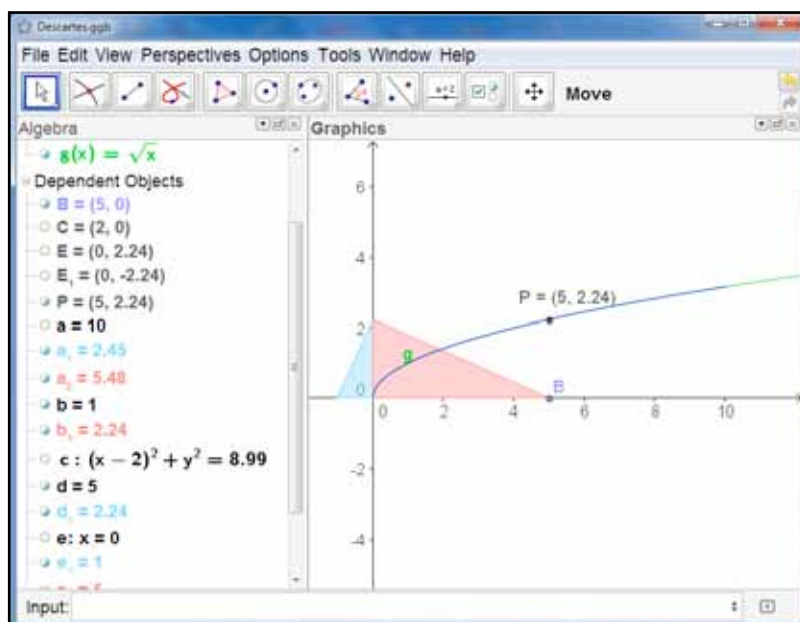 Descartes.ggb
File Edit View Perspectives Options Tools Window Help
a=2
Move
Algebra
Graphics
g(x) = √x
Dependent Objects
B = (5, 0)
C = (2, 0)
E = (0, 2.24)
E₁ = (0, -2.24)
P = (5, 2.24)
a = 10
a₁ = 2.45
a₂ = 5.48
b = 1
b₁ = 2.24
c : (x − 2)² + y² = 8.99
d = 5
d₁ = 2.24
e: x = 0
e₁ = 1
6
4
P = (5, 2.24)
2
g
B
0
0 2 4 6 8 10
-2
-4
Input: